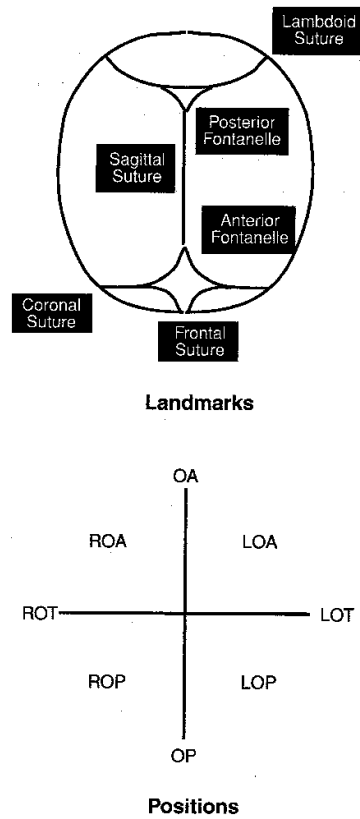 Lambdoid
Suture
Posterior
Fontanelle
Sagittal
Suture
Anterior
Fontanelle
Coronal
Suture
Frontal
Suture
Landmarks
OA
ROA
LOA
ROT
LOT
ROP
LOP
OP
Positions